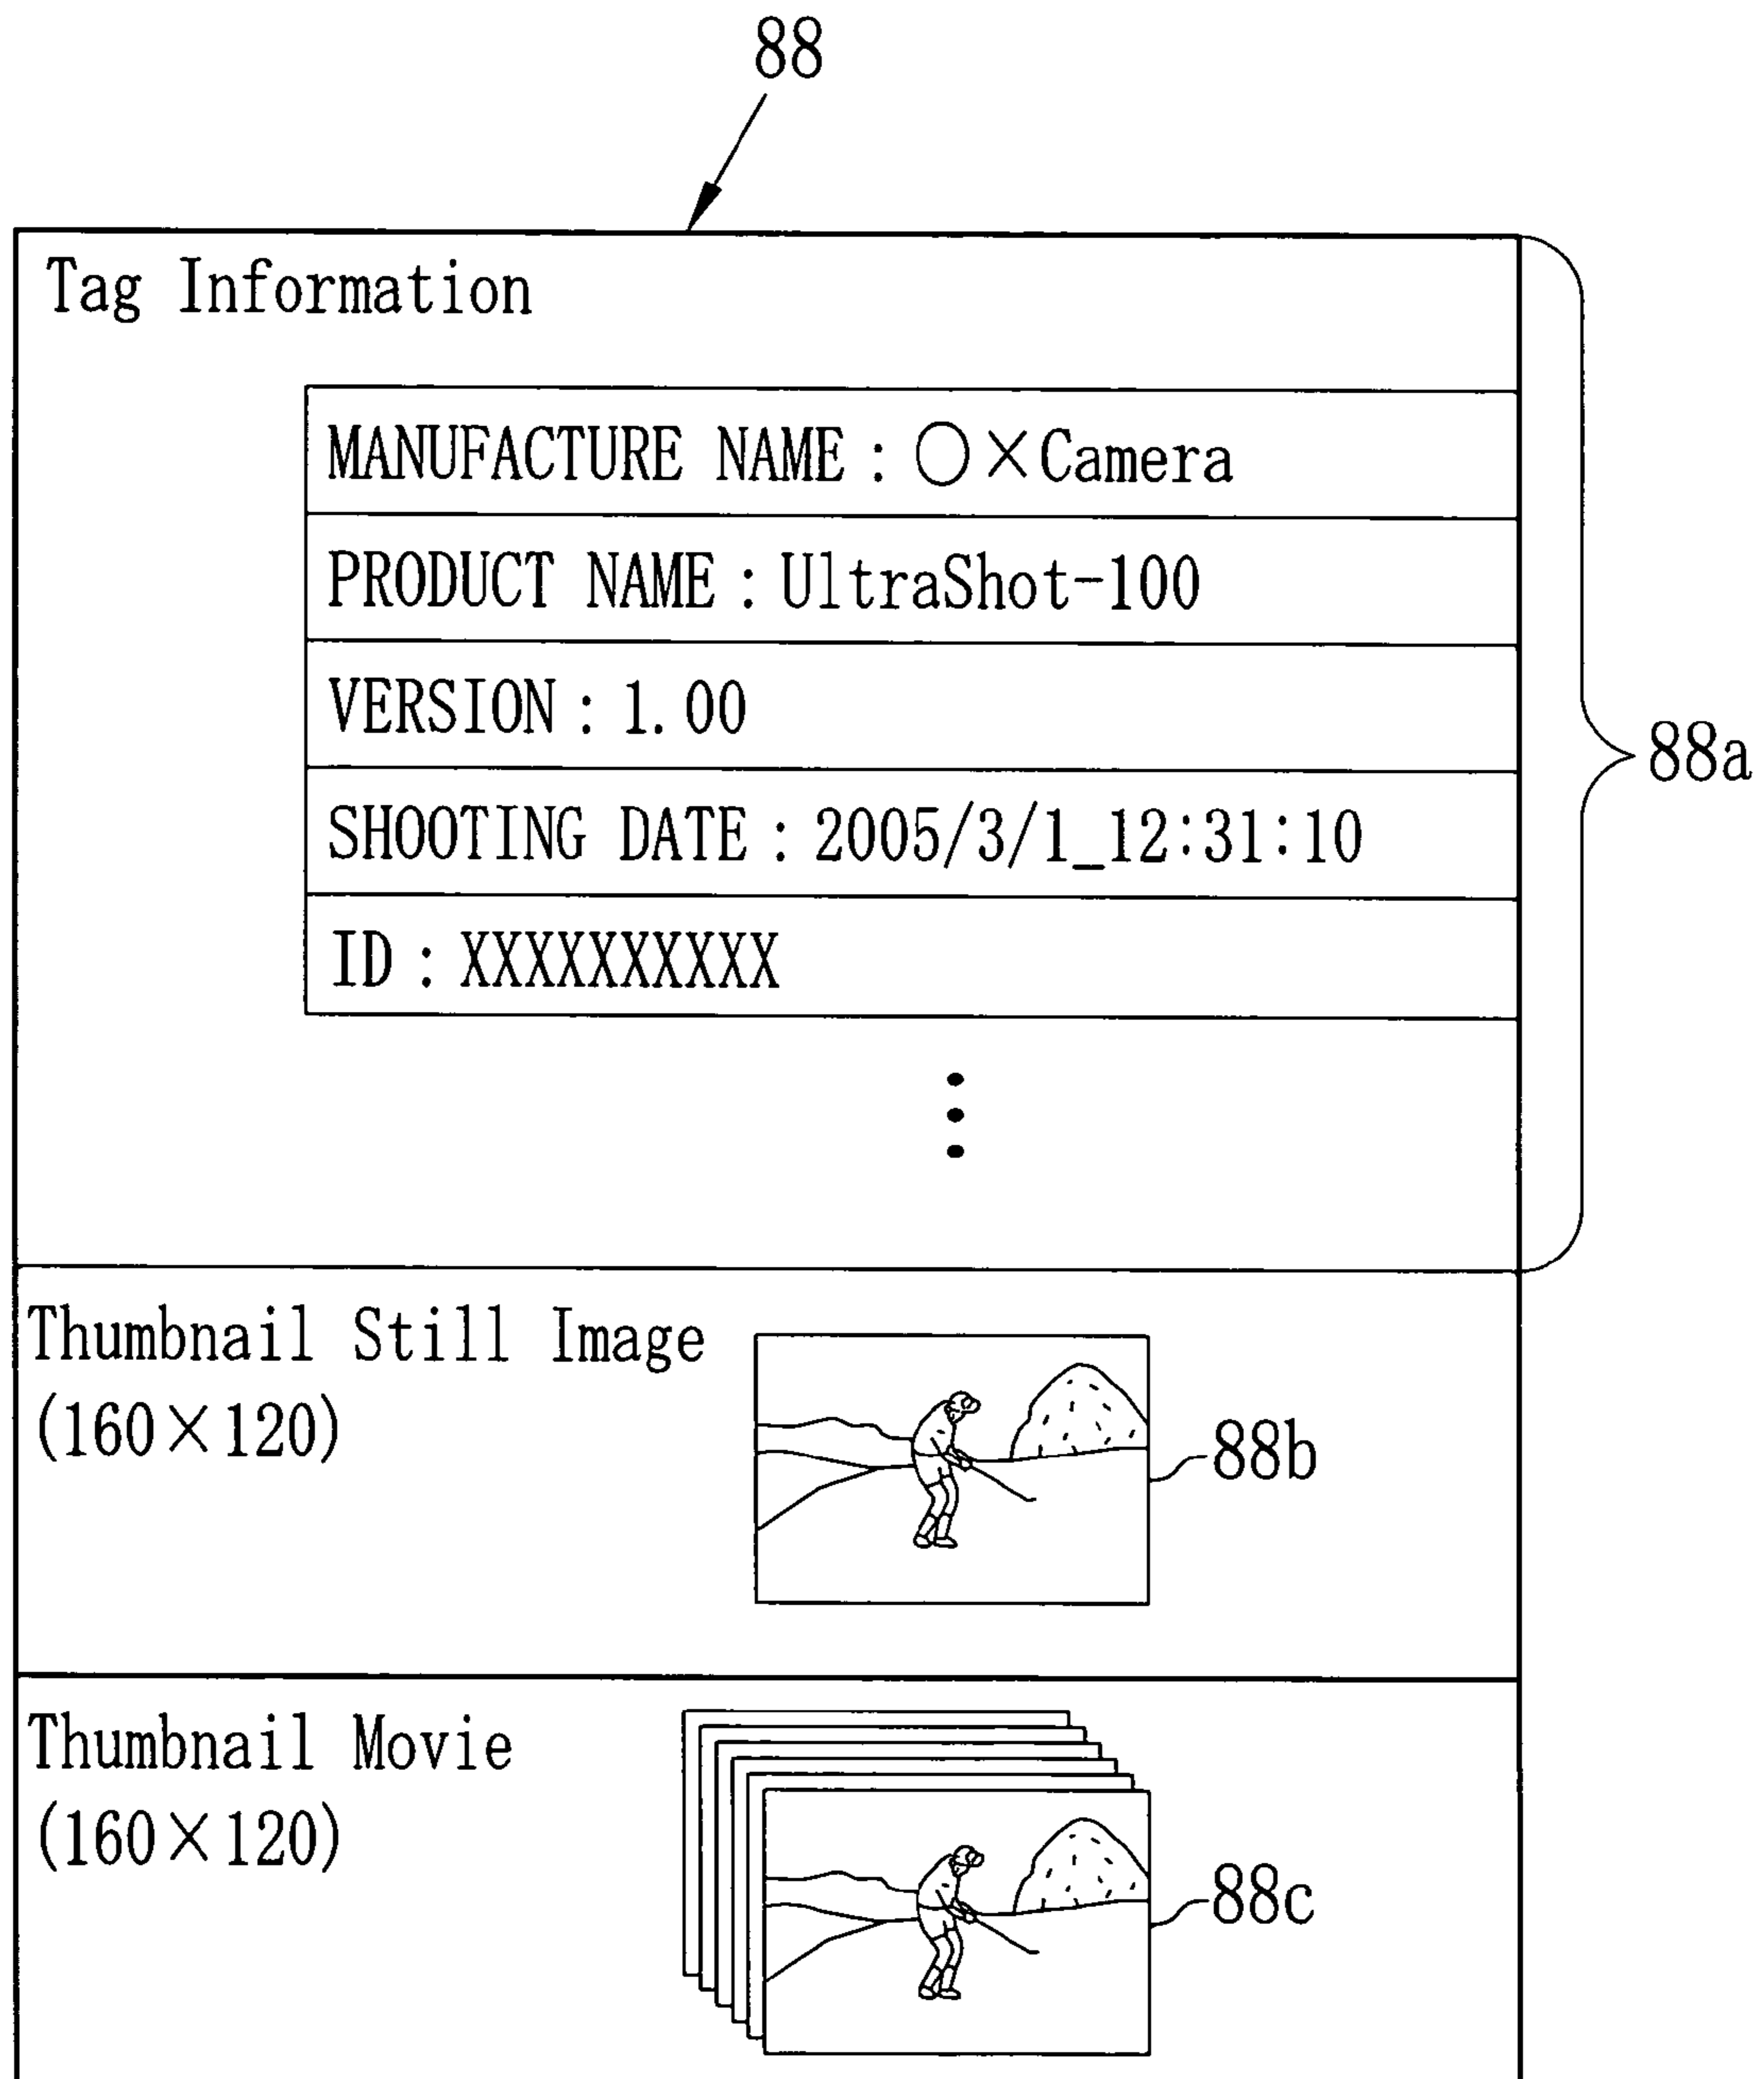 88
Tag Information
MANUFACTURE NAME : ○×Camera
PRODUCT NAME : UltraShot-100
VERSION : 1.00
SHOOTING DATE : 2005/3/1_12:31:10
ID : XXXXXXXXXX
88a
Thumbnail Still Image
(160×120)
88b
Thumbnail Movie
(160×120)
88c